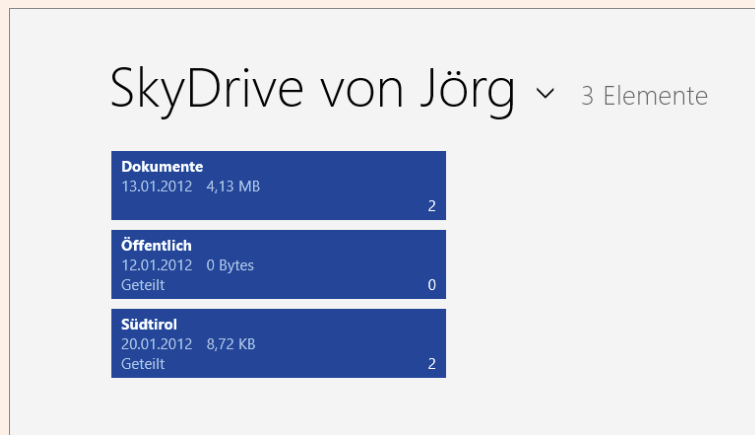 SkyDrive von Jörg 3 Elemente
Dokumente
13.01.2012 4,13 MB
2
Öffentlich
12.01.2012 0 Bytes
Geteilt 0
Südtirol
20.01.2012 8,72 KB
Geteilt 2